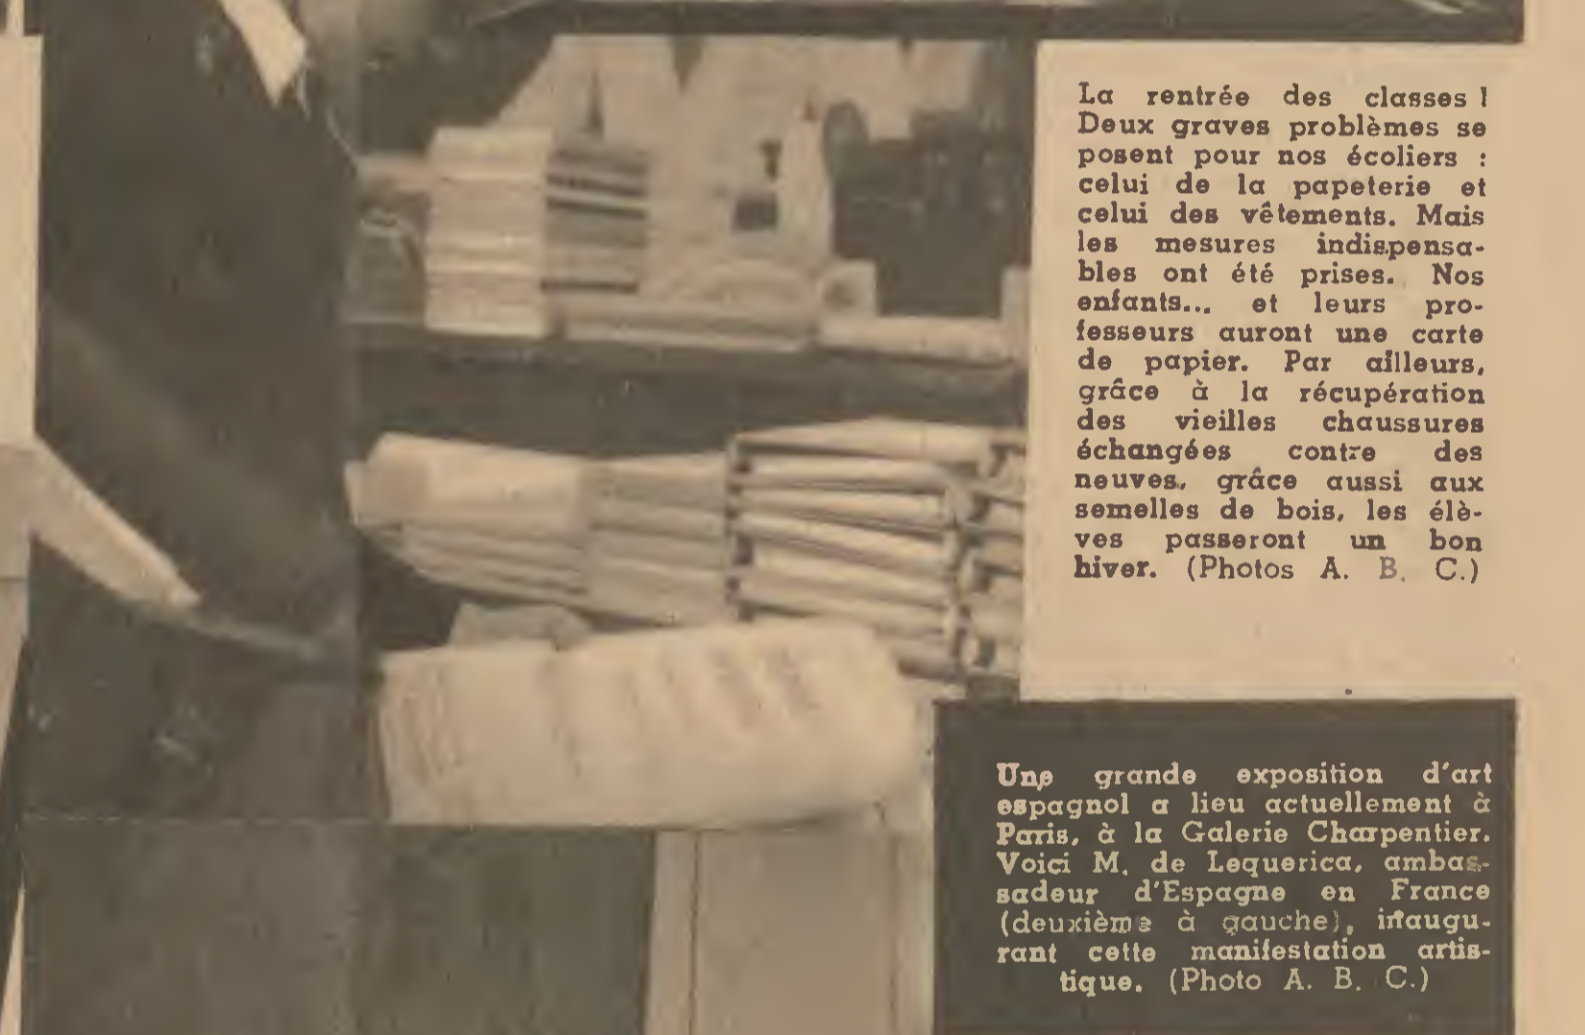 La rentrée des classes !
Deux graves problèmes se
posent pour nos écoliers :
celui de la papeterie et
celui des vêtements. Mais
les mesures indispensa-
bles ont été prises. Nos
enfants... et leurs pro-
fesseurs auront une carte
de papier. Par ailleurs,
grâce à la récupération
des vieilles chaussures
échangées contre des
neuves, grâce aussi aux
semelles de bois, les élè-
ves passeront un bon
hiver. (Photos A. B. C.)
Une grande exposition d'art
espagnol a lieu actuellement à
Paris, à la Galerie Charpentier.
Voici M. de Lequerica, ambas-
sadeur d'Espagne en France
(deuxième à gauche), inaugu-
rant cette manifestation artis-
tique. (Photo A. B. C.)